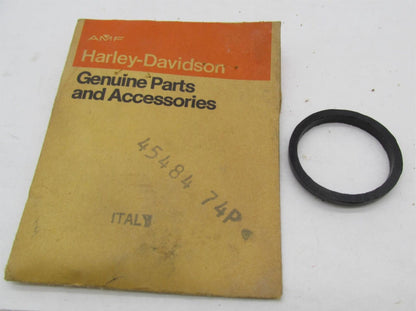 AMF
Harley-Davidson
Genuine Parts
and Accessories
45484 74P
ITALY